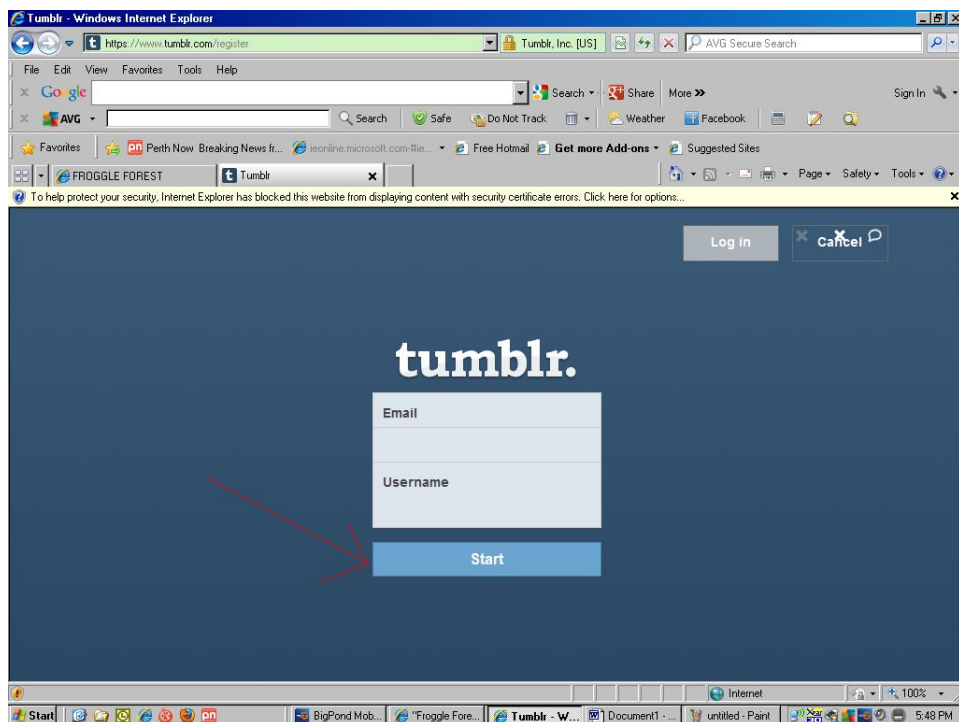 Tumblr - Windows Internet Explorer
https://www.tumblr.com/register
Tumblr, Inc. [US]
AVG Secure Search
File Edit View Favorites Tools Help
x Google Search Share More >> Sign In
x AVG Search Safe Do Not Track Weather Facebook
Favorites Perth Now Breaking News fr... ieonline.microsoft.com-#ie... Free Hotmail Get more Add-ons Suggested Sites
FROGGLE FOREST Tumblr x Page Safety Tools
To help protect your security, Internet Explorer has blocked this website from displaying content with security certificate errors. Click here for options... x
Log in Cancel
tumblr.
Email
Username
Start
Internet 100%
Start BigPond Mob... "Froggle Fore... Tumblr - W... Document1 - ... untitled - Paint 5:48 PM